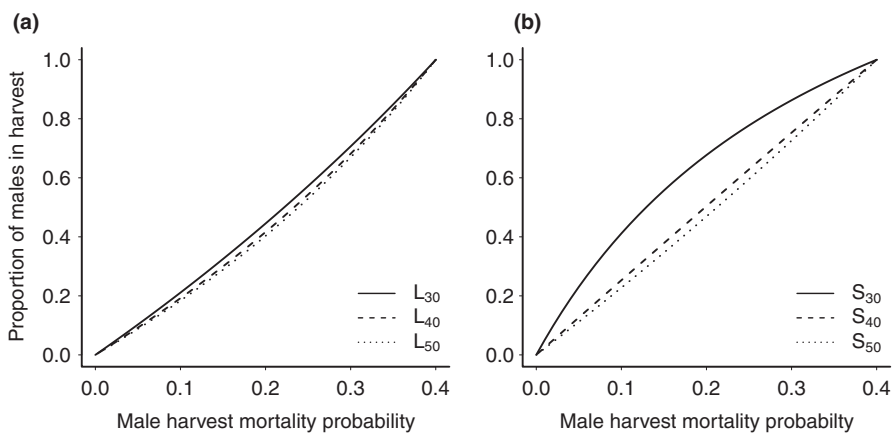 (a)
Proportion of males in harvest
1.0
0.8
0.6
0.4
0.2
0.0
L30
L40
L50
0.0 0.1 0.2 0.3 0.4
Male harvest mortality probability
(b)
1.0
0.8
0.6
0.4
0.2
0.0
S30
S40
S50
0.0 0.1 0.2 0.3 0.4
Male harvest mortality probabilty